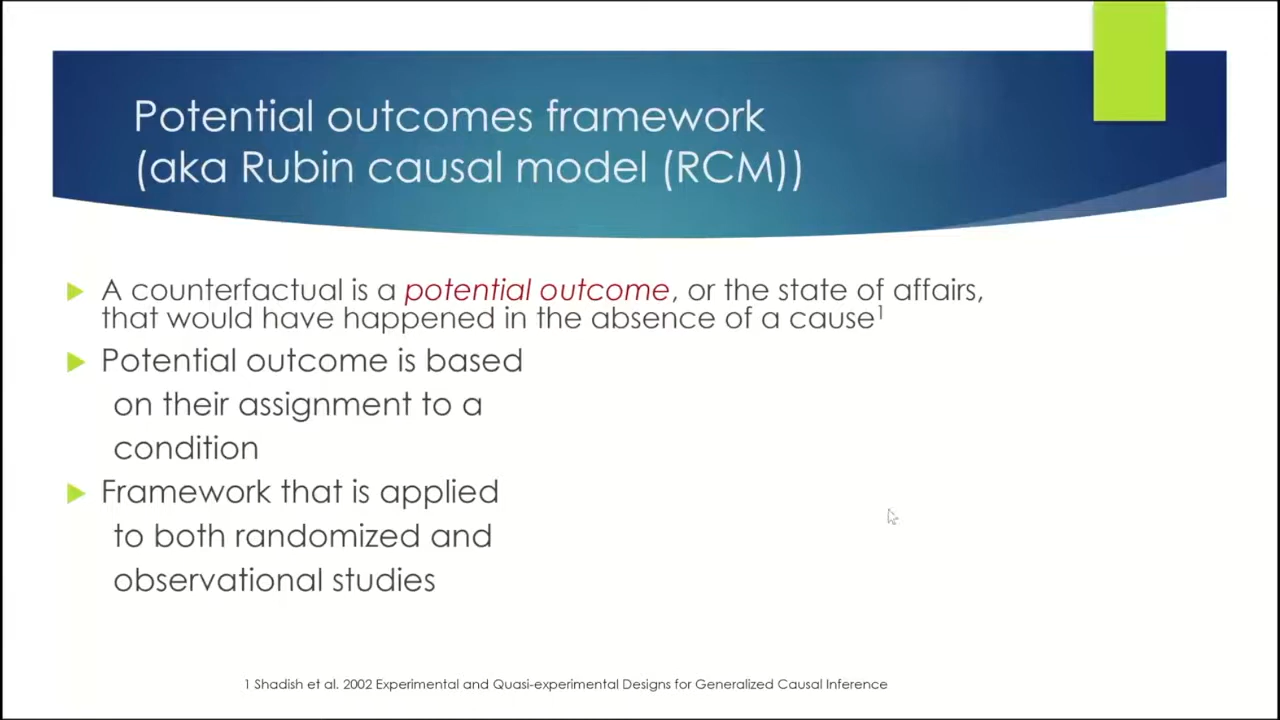 Potential outcomes framework
(aka Rubin causal model (RCM))
A counterfactual is a potential outcome, or the state of affairs,
that would have happened in the absence of a cause¹
Potential outcome is based
on their assignment to a
condition
Framework that is applied
to both randomized and
observational studies
1 Shadish et al. 2002 Experimental and Quasi-experimental Designs for Generalized Causal Inference